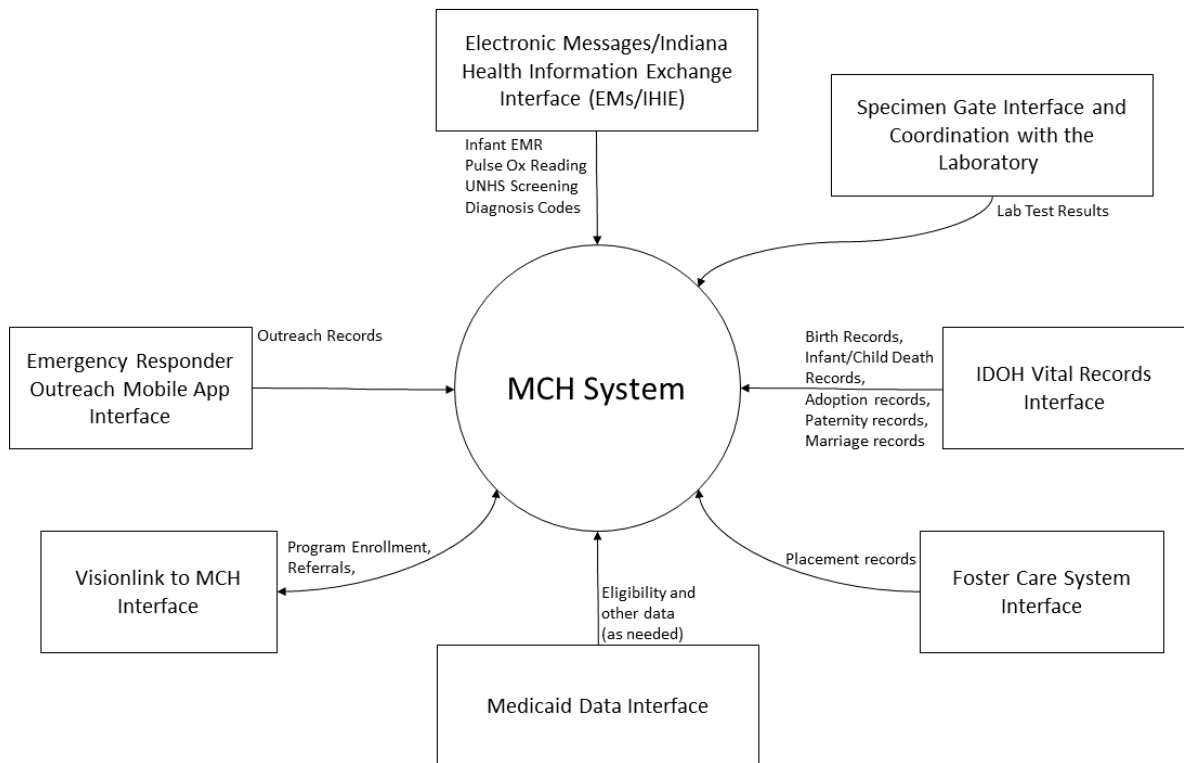 Electronic Messages/Indiana
Health Information Exchange
Interface (EMs/IHIE)
Specimen Gate Interface and
Coordination with the
Laboratory
Infant EMR
Pulse Ox Reading
UNHS Screening
Diagnosis Codes
Lab Test Results
Emergency Responder
Outreach Mobile App
Interface
Outreach Records
MCH System
Birth Records,
Infant/Child Death
Records,
Adoption records,
Paternity records,
Marriage records
IDOH Vital Records
Interface
Visionlink to MCH
Interface
Program Enrollment,
Referrals,
Eligibility and
other data
(as needed)
Placement records
Foster Care System
Interface
Medicaid Data Interface